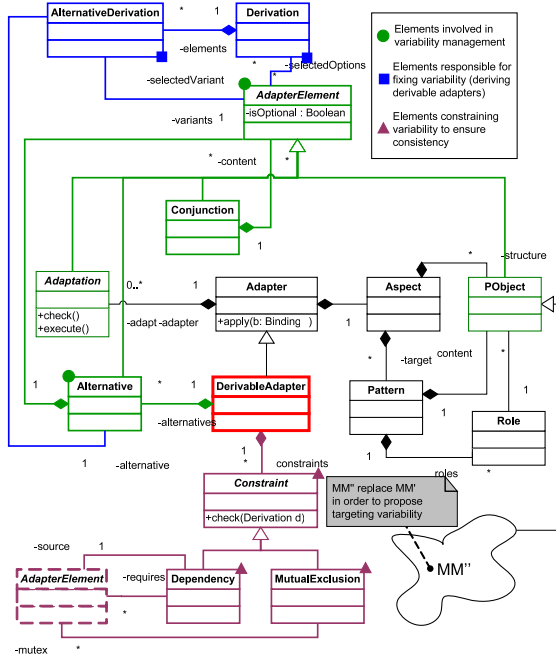 AlternativeDerivation
*
1
Derivation
-elements
*
-selectedOptions
*
-selectedVariant
Elements involved in
variability management
Elements responsible for
fixing variability (deriving
derivable adapters)
Elements constraining
variability to ensure
consistency
AdapterElement
-isOptional : Boolean
-variants
1
*
-content
*
Conjunction
1
*
-structure
Adaptation
+check()
+execute()
0..*
1
-adapt
-adapter
Adapter
+apply(b: Binding )
1
Aspect
PObject
*
-target
content
*
Alternative
1
*
1
-alternatives
DerivableAdapter
Pattern
1
1
Role
1
roles
*
1
-alternative
1
*
constraints
Constraint
+check(Derivation d)
MM'' replace MM'
in order to propose
targeting variability
-source
1
AdapterElement
-requires
*
Dependency
MutualExclusion
MM''
-mutex
*